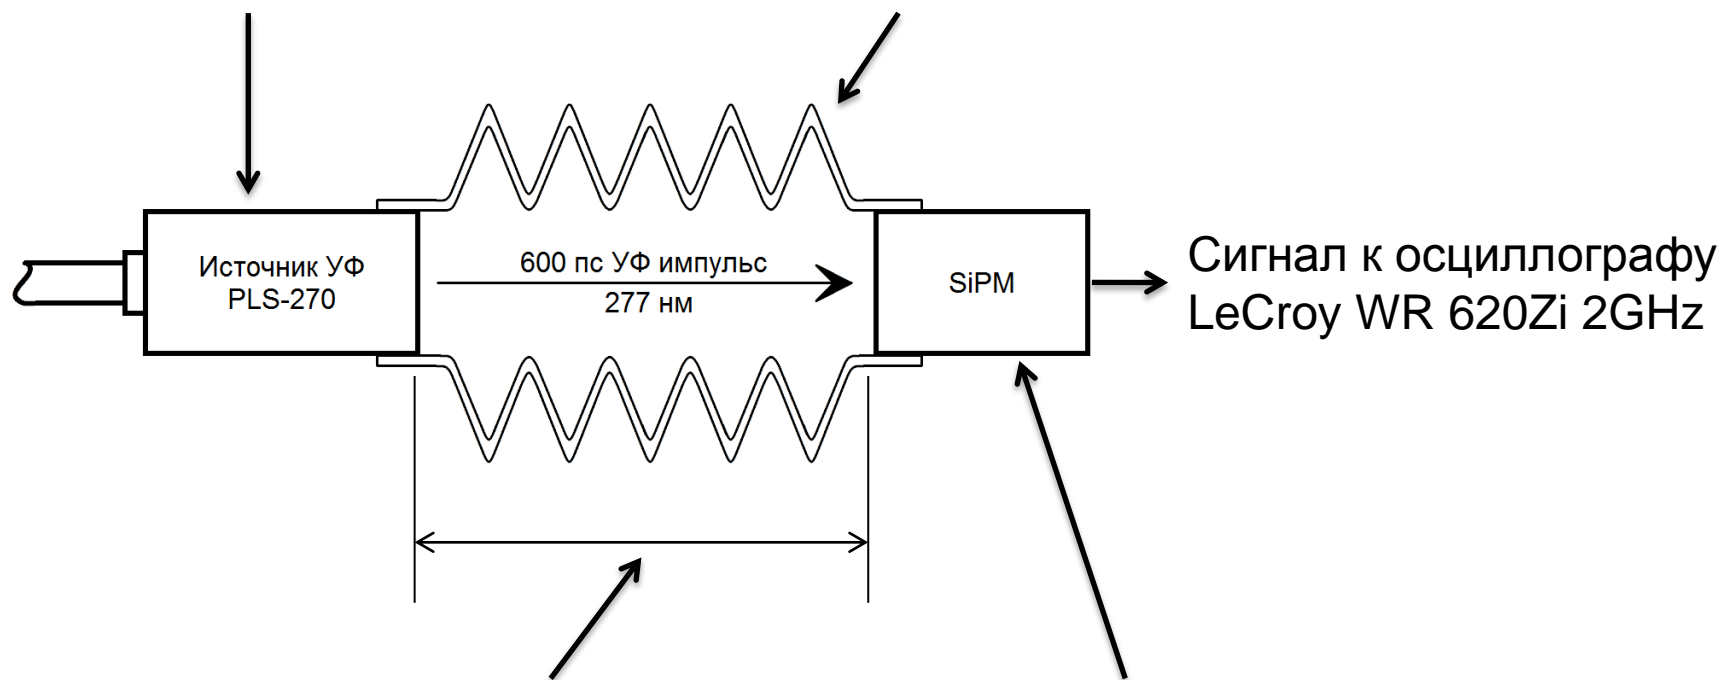 Источник УФ
PLS-270
600 пс УФ импульс
277 нм
SiPM
Сигнал к осциллографу
LeCroy WR 620Zi 2GHz